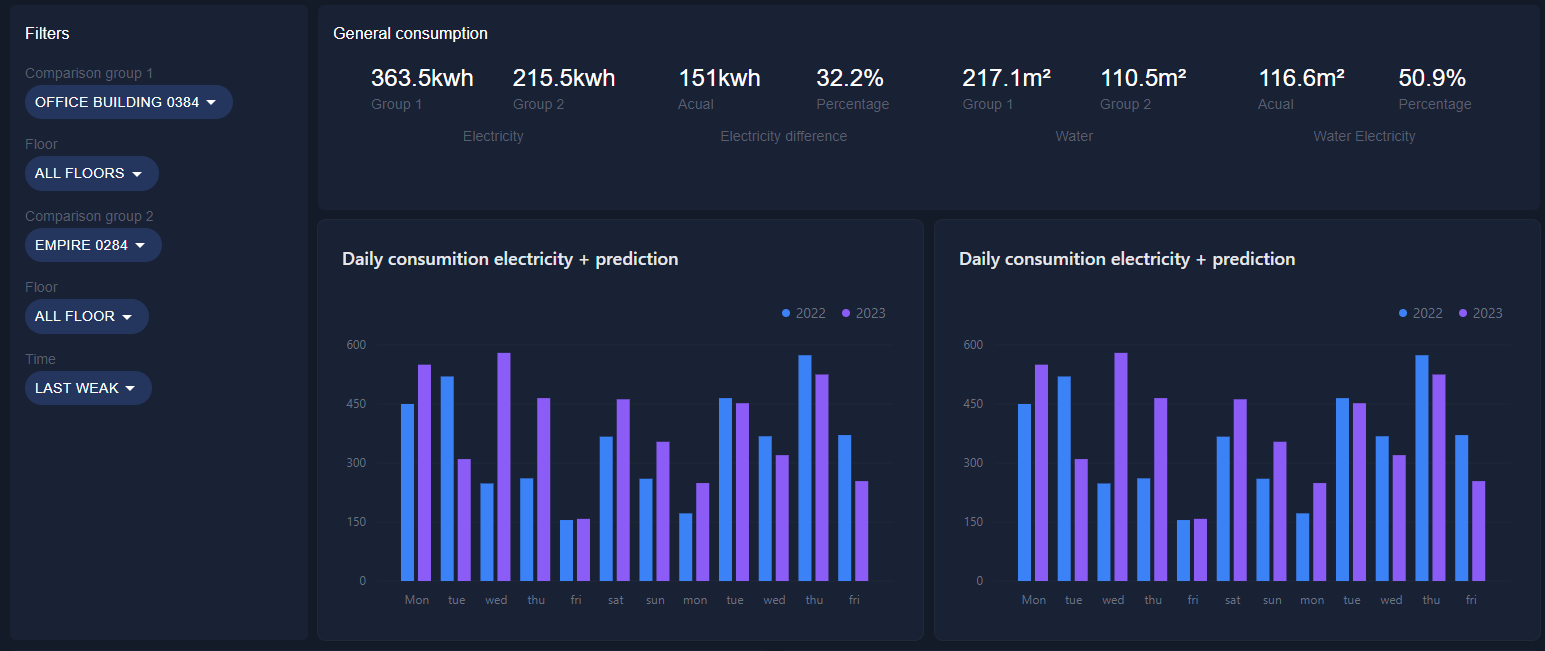 Filters
Comparison group 1
OFFICE BUILDING 0384
Floor
ALL FLOORS
Comparison group 2
EMPIRE 0284
Floor
ALL FLOOR
Time
LAST WEAK
General consumption
363.5kwh 215.5kwh 151kwh 32.2% 217.1m² 110.5m² 116.6m² 50.9%
Group 1 Group 2 Acual Percentage Group 1 Group 2 Acual Percentage
Electricity Electricity difference Water Water Electricity
Daily consumition electricity + prediction
2022 2023
600
450
300
150
0
Mon tue wed thu fri sat sun mon tue wed thu fri
Daily consumition electricity + prediction
2022 2023
600
450
300
150
0
Mon tue wed thu fri sat sun mon tue wed thu fri